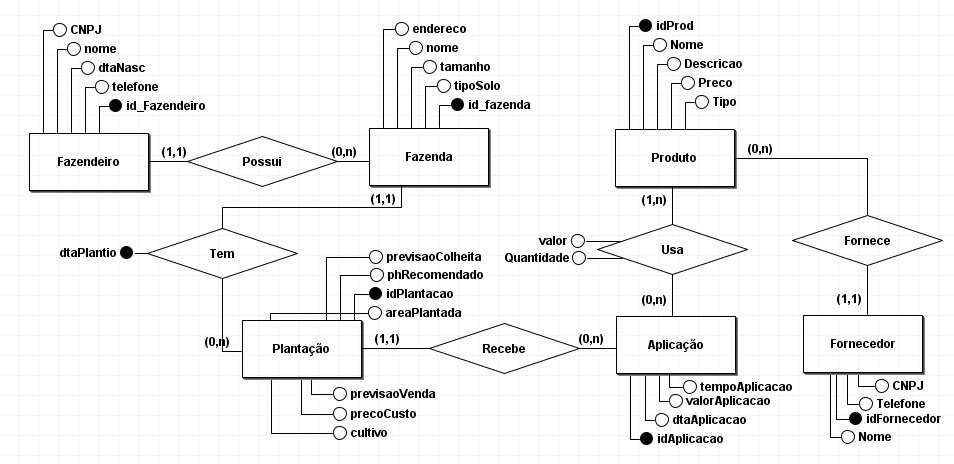 CNPJ
nome
dtaNasc
telefone
id_Fazendeiro
Fazendeiro
(1,1)
Possui
(0,n)
endereco
nome
tamanho
tipoSolo
id_fazenda
Fazenda
(1,1)
idProd
Nome
Descricao
Preco
Tipo
Produto
(0,n)
(1,n)
dtaPlantio
Tem
(0,n)
valor
Quantidade
Usa
(0,n)
Fornece
(1,1)
previsaoColheita
phRecomendado
idPlantacao
areaPlantada
Plantação
(1,1)
Recebe
(0,n)
Aplicação
Fornecedor
previsaoVenda
precoCusto
cultivo
tempoAplicacao
valorAplicacao
dtaAplicacao
idAplicacao
CNPJ
Telefone
idFornecedor
Nome